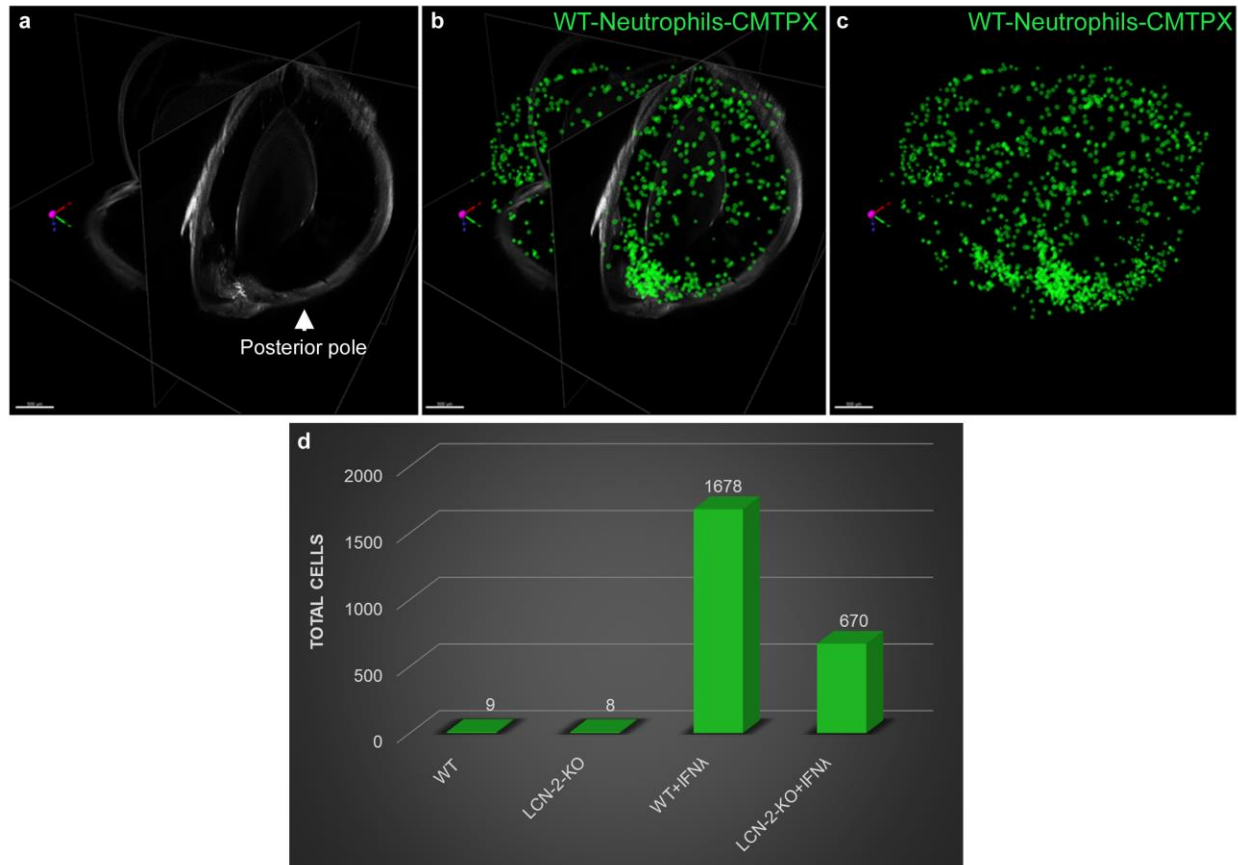 a
b
WT-Neutrophils-CMTPX
c
WT-Neutrophils-CMTPX
Posterior pole
d
TOTAL CELLS
2000
1500
1000
500
0
9
8
1678
670
WT
LCN-2-KO
WT+IFNλ
LCN-2-KO+IFNλ